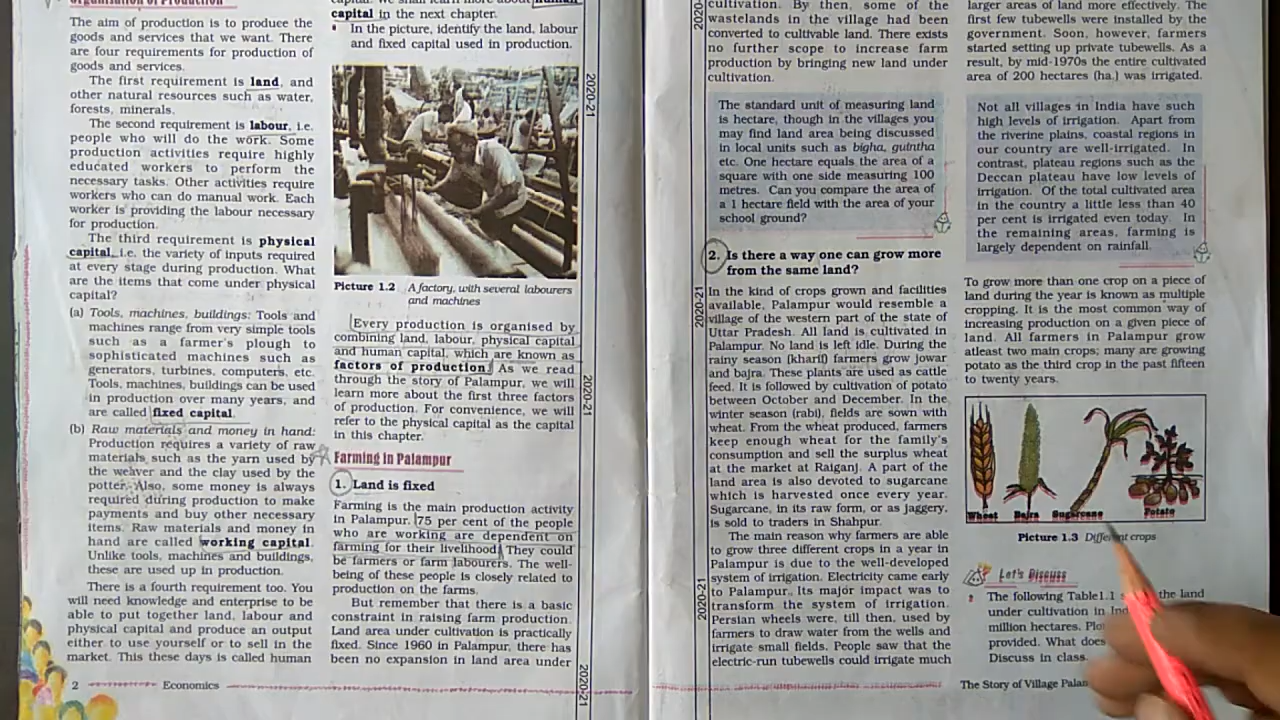 Organisation of Production
The aim of production is to produce the
goods and services that we want. There
are four requirements for production of
goods and services.
The first requirement is land, and
other natural resources such as water,
forests, minerals.
The second requirement is labour, i.e.
people who will do the work. Some
production activities require highly
educated workers to perform the
necessary tasks. Other activities require
workers who can do manual work. Each
worker is providing the labour necessary
for production.
The third requirement is physical
capital, i.e. the variety of inputs required
at every stage during production. What
are the items that come under physical
capital?
(a) Tools, machines, buildings: Tools and
machines range from very simple tools
such as a farmer's plough to
sophisticated machines such as
generators, turbines, computers, etc.
Tools, machines, buildings can be used
in production over many years, and
are called fixed capital.
(b) Raw materials and money in hand:
Production requires a variety of raw
materials such as the yarn used by
the weaver and the clay used by the
potter. Also, some money is always
required during production to make
payments and buy other necessary
items. Raw materials and money in
hand are called working capital.
Unlike tools, machines and buildings,
these are used up in production.
There is a fourth requirement too. You
will need knowledge and enterprise to be
able to put together land, labour and
physical capital and produce an output
either to use yourself or to sell in the
market. This these days is called human
2 Economics
capital in the next chapter.
In the picture, identify the land, labour
and fixed capital used in production.
Picture 1.2 A factory, with several labourers
and machines
Every production is organised by
combining land, labour, physical capital
and human capital, which are known as
factors of production. As we read
through the story of Palampur, we will
learn more about the first three factors
of production. For convenience, we will
refer to the physical capital as the capital
in this chapter.
Farming in Palampur
1. Land is fixed
Farming is the main production activity
in Palampur. 75 per cent of the people
who are working are dependent on
farming for their livelihood. They could
be farmers or farm labourers. The well-
being of these people is closely related to
production on the farms.
But remember that there is a basic
constraint in raising farm production.
Land area under cultivation is practically
fixed. Since 1960 in Palampur, there has
been no expansion in land area under
2020-21
2020-21
2020-21
cultivation. By then, some of the
wastelands in the village had been
converted to cultivable land. There exists
no further scope to increase farm
production by bringing new land under
cultivation.
The standard unit of measuring land
is hectare, though in the villages you
may find land area being discussed
in local units such as bigha, guintha
etc. One hectare equals the area of a
square with one side measuring 100
metres. Can you compare the area of
a 1 hectare field with the area of your
school ground?
2. Is there a way one can grow more
from the same land?
In the kind of crops grown and facilities
available, Palampur would resemble a
village of the western part of the state of
Uttar Pradesh. All land is cultivated in
Palampur. No land is left idle. During the
rainy season (kharif) farmers grow jowar
and bajra. These plants are used as cattle
feed. It is followed by cultivation of potato
between October and December. In the
winter season (rabi), fields are sown with
wheat. From the wheat produced, farmers
keep enough wheat for the family's
consumption and sell the surplus wheat
at the market at Raiganj. A part of the
land area is also devoted to sugarcane
which is harvested once every year.
Sugarcane, in its raw form, or as jaggery,
is sold to traders in Shahpur.
The main reason why farmers are able
to grow three different crops in a year in
Palampur is due to the well-developed
system of irrigation. Electricity came early
to Palampur. Its major impact was to
transform the system of irrigation.
Persian wheels were, till then, used by
farmers to draw water from the wells and
irrigate small fields. People saw that the
electric-run tubewells could irrigate much
2020-21
2020-21
larger areas of land more effectively. The
first few tubewells were installed by the
government. Soon, however, farmers
started setting up private tubewells. As a
result, by mid-1970s the entire cultivated
area of 200 hectares (ha.) was irrigated.
Not all villages in India have such
high levels of irrigation. Apart from
the riverine plains, coastal regions in
our country are well-irrigated. In
contrast, plateau regions such as the
Deccan plateau have low levels of
irrigation. Of the total cultivated area
in the country a little less than 40
per cent is irrigated even today. In
the remaining areas, farming is
largely dependent on rainfall.
To grow more than one crop on a piece of
land during the year is known as multiple
cropping. It is the most common way of
increasing production on a given piece of
land. All farmers in Palampur grow
atleast two main crops; many are growing
potato as the third crop in the past fifteen
to twenty years.
Wheat Bajra Sugarcane Potato
Picture 1.3 Different crops
Let's Discuss
The following Table1.1 the land
under cultivation in
million hectares.
provided. What does
Discuss in class.
The Story of Village